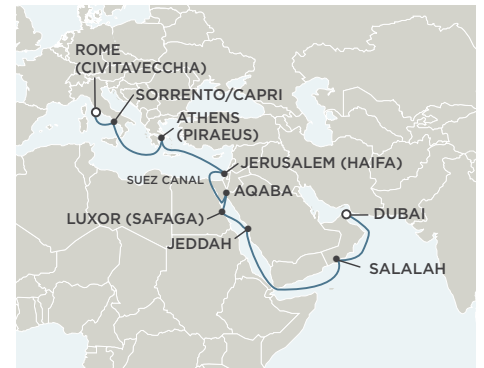 ROME
(CIVITAVECCHIA)
SORRENTO/CAPRI
ATHENS
(PIRAEUS)
JERUSALEM (HAIFA)
SUEZ CANAL
AQABA
LUXOR (SAFAGA)
DUBAI
JEDDAH
SALALAH